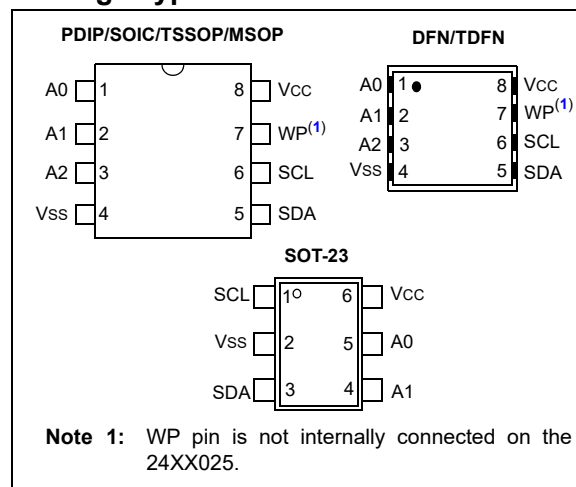 PDIP/SOIC/TSSOP/MSOP
A0 1 8 VCC
A1 2 7 WP(1)
A2 3 6 SCL
VSS 4 5 SDA
DFN/TDFN
A0 1 8 VCC
A1 2 7 WP(1)
A2 3 6 SCL
VSS 4 5 SDA
SOT-23
SCL 1 6 VCC
VSS 2 5 A0
SDA 3 4 A1
Note 1: WP pin is not internally connected on the
24XX025.